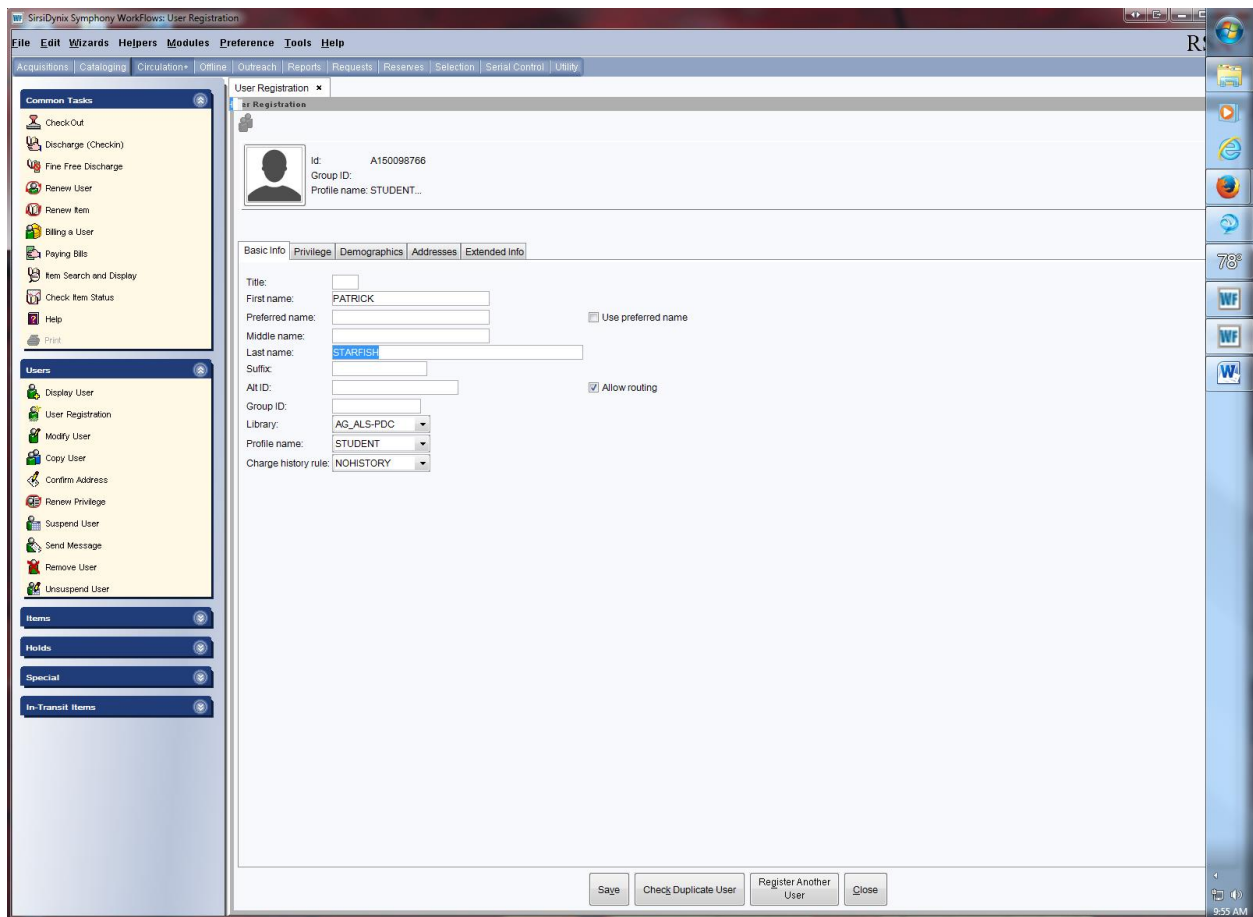 SirsiDynix Symphony WorkFlows: User Registration
File Edit Wizards Helpers Modules Preference Tools Help
Acquisitions Cataloging Circulation+ Offline Outreach Reports Requests Reserves Selection Serial Control Utility
Common Tasks
CheckOut
Discharge (Checkin)
Fine Free Discharge
Renew User
Renew Item
Billing a User
Paying Bills
Item Search and Display
Check Item Status
Help
Print
Users
Display User
User Registration
Modify User
Copy User
Confirm Address
Renew Privilege
Suspend User
Send Message
Remove User
Unsuspend User
Items
Holds
Special
In-Transit Items
User Registration
er Registration
Id: A150098766
Group ID:
Profile name: STUDENT...
Basic Info Privilege Demographics Addresses Extended Info
Title:
First name: PATRICK
Preferred name: Use preferred name
Middle name:
Last name: STARFISH
Suffix:
Alt ID: Allow routing
Group ID:
Library: AG_ALS-PDC
Profile name: STUDENT
Charge history rule: NOHISTORY
Save Check Duplicate User Register Another User Close
78°
WF
WF
W
9:55 AM